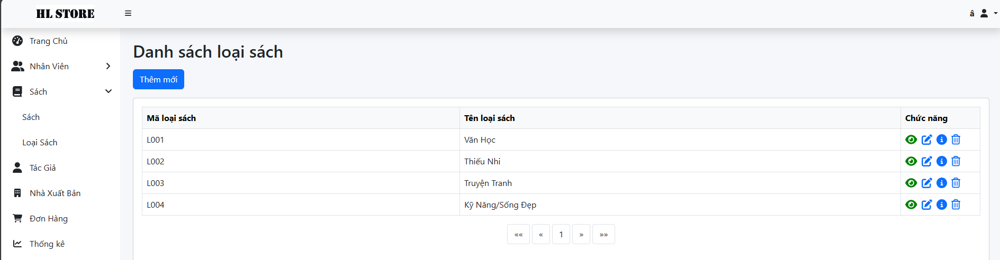 HL STORE
â
Trang Chủ
Nhân Viên
Sách
Sách
Loại Sách
Tác Giả
Nhà Xuất Bản
Đơn Hàng
Thống kê
Danh sách loại sách
Thêm mới
Mã loại sách Tên loại sách Chức năng
L001 Văn Học
L002 Thiếu Nhi
L003 Truyện Tranh
L004 Kỹ Năng/Sống Đẹp
«« « 1 » »»